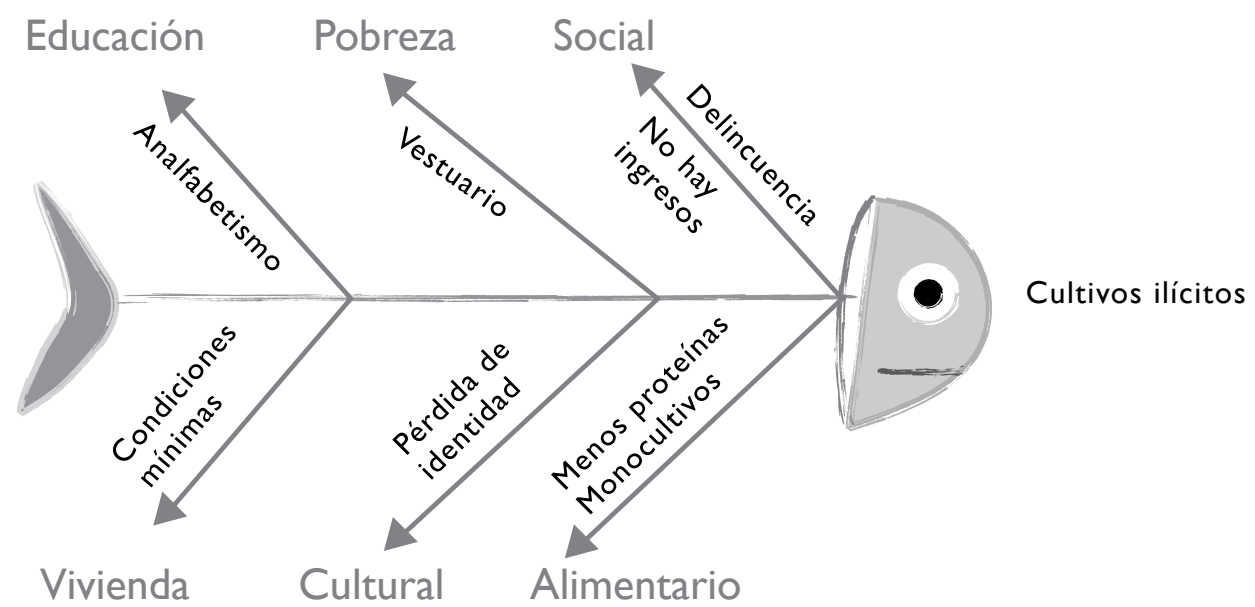 Educación
Pobreza
Social
Analfabetismo
Vestuario
No hay
ingresos
Delincuencia
Cultivos ilícitos
Condiciones
mínimas
Pérdida de
identidad
Menos proteínas
Monocultivos
Vivienda
Cultural
Alimentario